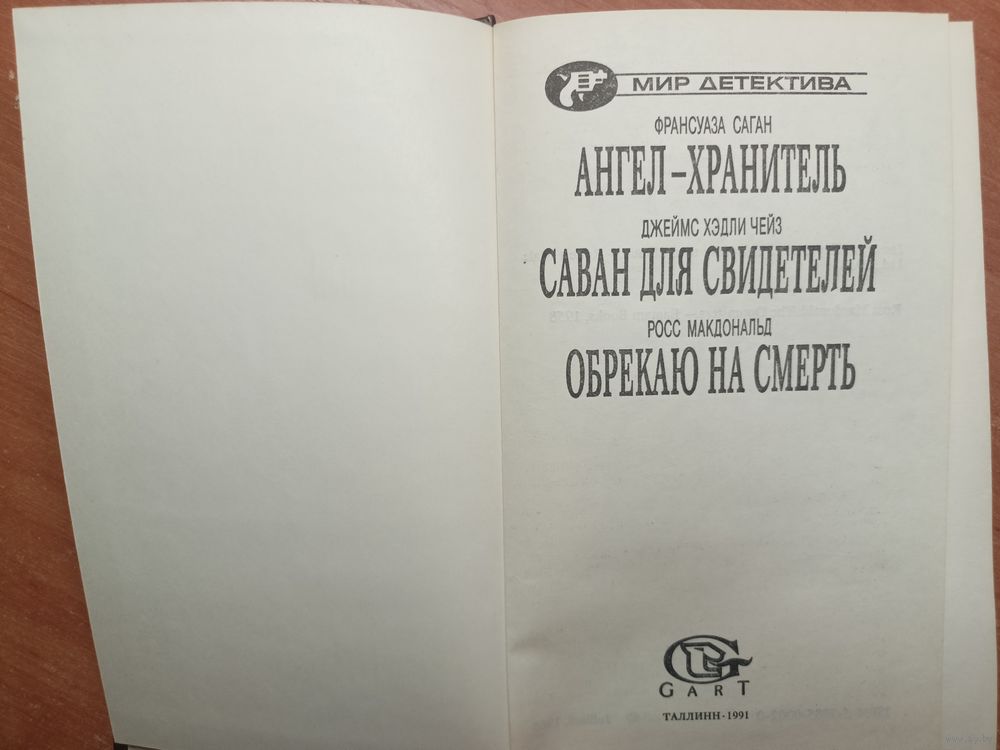 МИР ДЕТЕКТИВА
ФРАНСУАЗА САГАН
АНГЕЛ-ХРАНИТЕЛЬ
ДЖЕЙМС ХЭДЛИ ЧЕЙЗ
САВАН ДЛЯ СВИДЕТЕЛЕЙ
РОСС МАКДОНАЛЬД
ОБРЕКАЮ НА СМЕРТЬ
GART
ТАЛЛИНН·1991